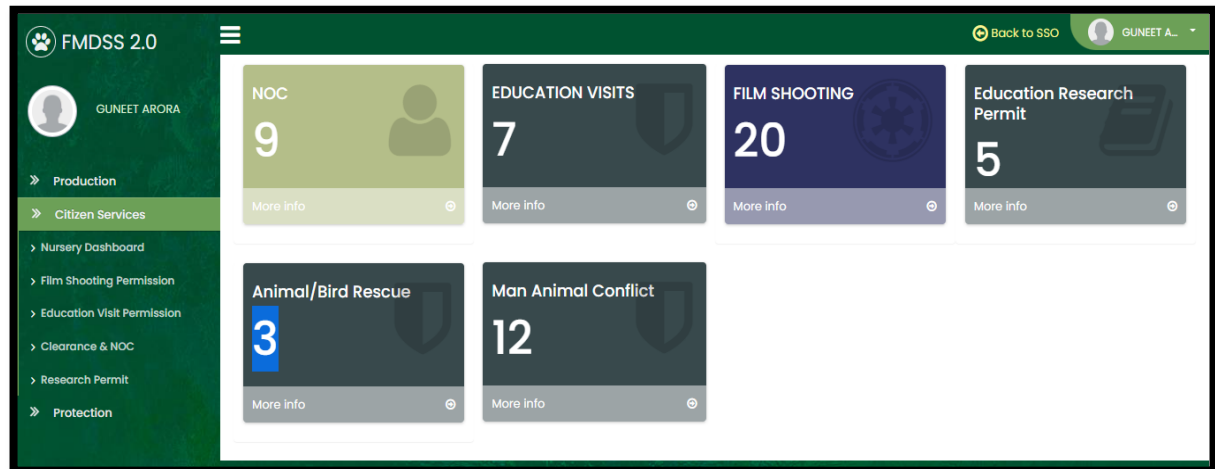 FMDSS 2.0
Back to SSO
GUNEET A...
GUNEET ARORA
Production
Citizen Services
Nursery Dashboard
Film Shooting Permission
Education Visit Permission
Clearance & NOC
Research Permit
Protection
NOC
9
More info
EDUCATION VISITS
7
More info
FILM SHOOTING
20
More info
Education Research
Permit
5
More info
Animal/Bird Rescue
3
More info
Man Animal Conflict
12
More info